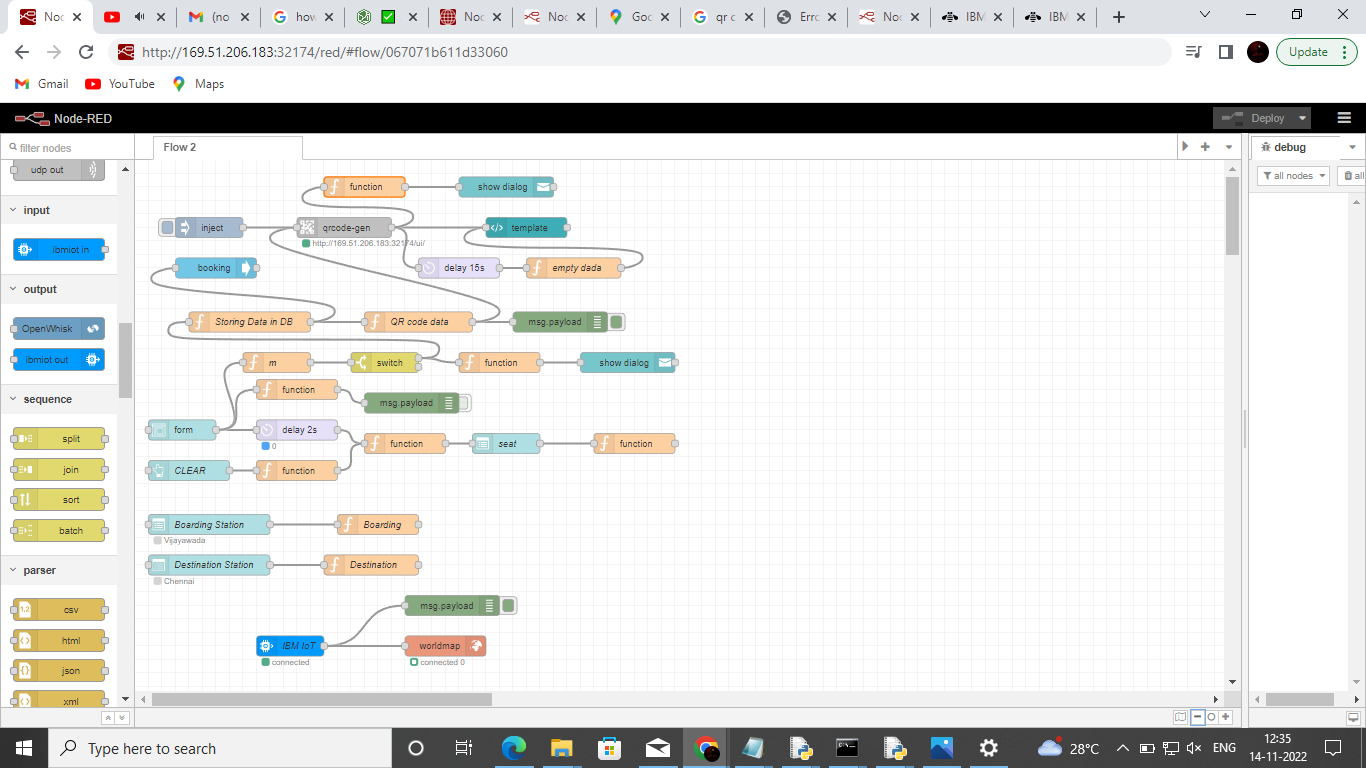 Noc
(no
how
Noc
Noc
Goo
qr c
Erro
Noc
IBM
IBM
http://169.51.206.183:32174/red/#flow/067071b611d33060
Update
Gmail
YouTube
Maps
Node-RED
Deploy
filter nodes
Flow 2
debug
all nodes
all
udp out
input
ibmiot in
output
OpenWhisk
ibmiot out
sequence
split
join
sort
batch
parser
csv
html
json
xml
function
show dialog
inject
qrcode-gen
template
http://169.51.206.183:32174/ui/
booking
delay 15s
empty dada
Storing Data in DB
QR code data
msg.payload
m
switch
function
show dialog
function
msg.payload
form
delay 2s
0
function
seat
function
CLEAR
function
Boarding Station
Boarding
Vijayawada
Destination Station
Destination
Chennai
msg.payload
IBM IoT
worldmap
connected
connected 0
Type here to search
28°C
ENG
12:35
14-11-2022